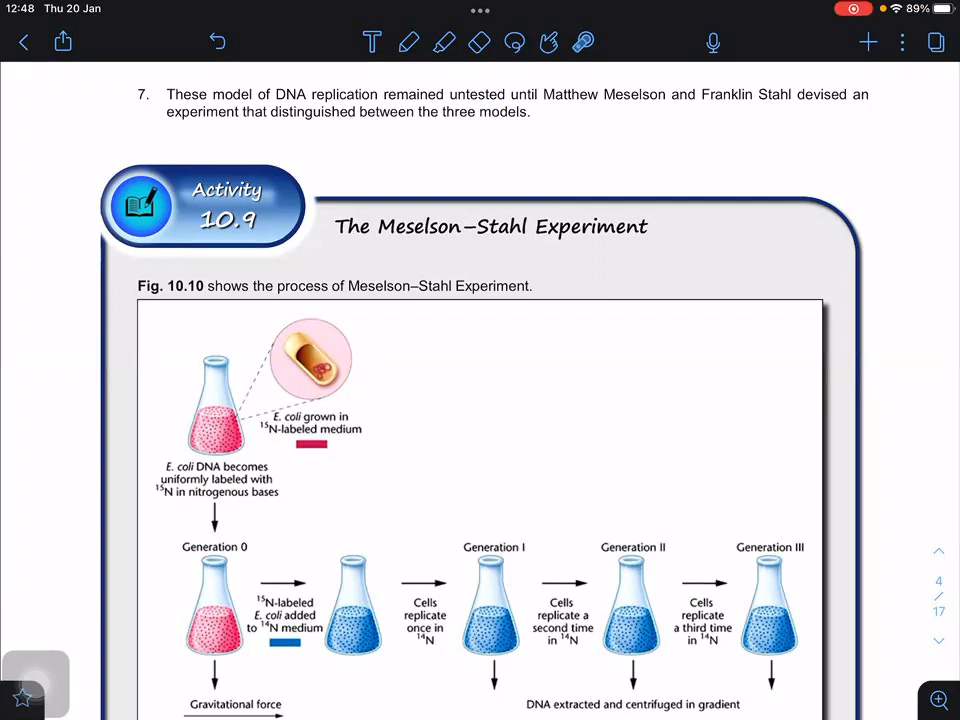 12:48 Thu 20 Jan
89%
7. These model of DNA replication remained untested until Matthew Meselson and Franklin Stahl devised an
experiment that distinguished between the three models.
Activity
10.9
The Meselson–Stahl Experiment
Fig. 10.10 shows the process of Meselson–Stahl Experiment.
E. coli grown in
15N-labeled medium
E. coli DNA becomes
uniformly labeled with
15N in nitrogenous bases
Generation 0
Generation I
Generation II
Generation III
15N-labeled
E. coli added
to 14N medium
Cells
replicate
once in
14N
Cells
replicate a
second time
in 14N
Cells
replicate
a third time
in 14N
4
/
17
Gravitational force
DNA extracted and centrifuged in gradient